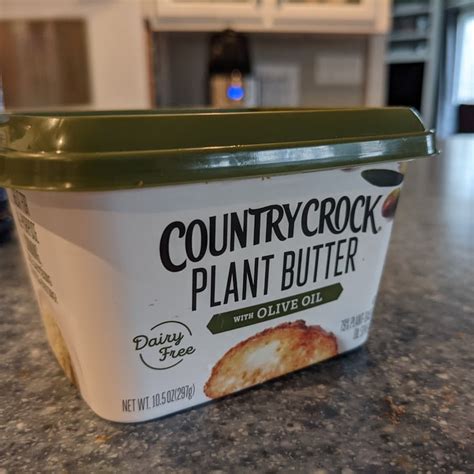 COUNTRY CROCK®
PLANT BUTTER
WITH OLIVE OIL
Dairy
Free
NET WT. 10.5 OZ (297g)